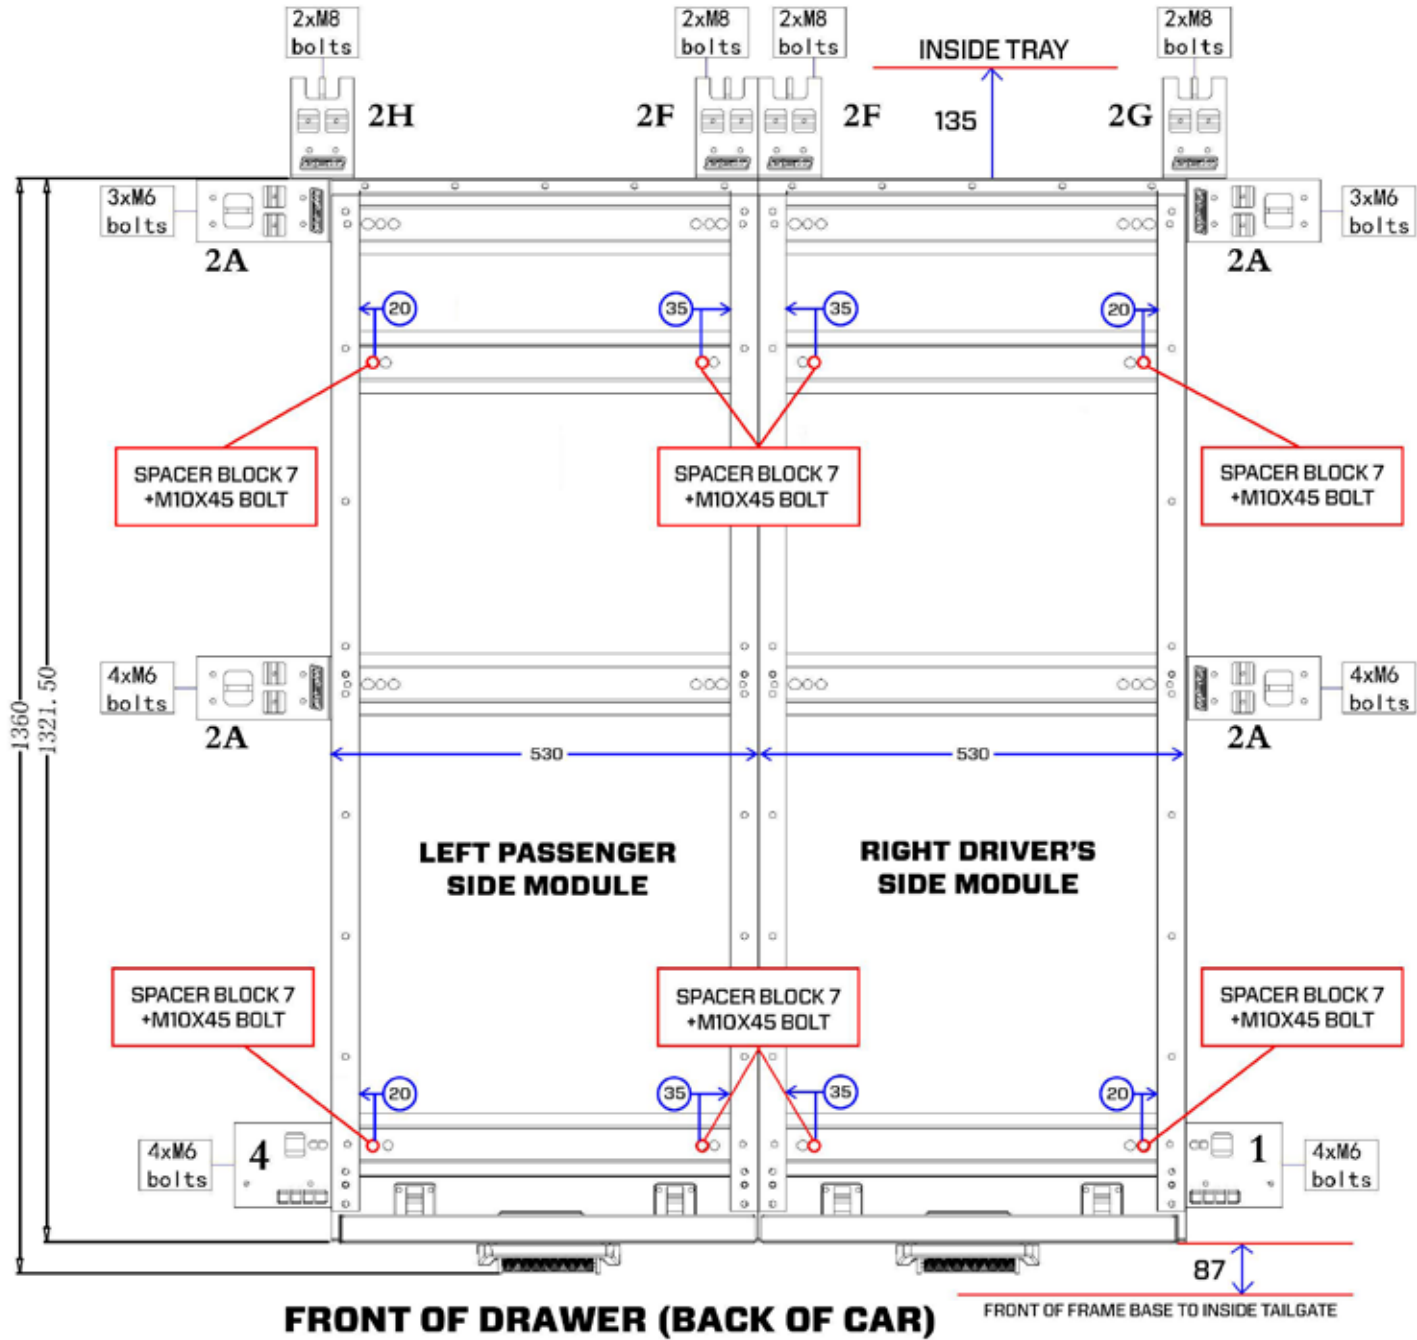 2xM8
bolts
2xM8
bolts
2xM8
bolts
2xM8
bolts
INSIDE TRAY
135
2H
2F
2F
2G
3xM6
bolts
2A
3xM6
bolts
2A
20
35
35
20
SPACER BLOCK 7
+M10X45 BOLT
SPACER BLOCK 7
+M10X45 BOLT
SPACER BLOCK 7
+M10X45 BOLT
4xM6
bolts
2A
4xM6
bolts
2A
1360
1321.50
530
530
LEFT PASSENGER
SIDE MODULE
RIGHT DRIVER'S
SIDE MODULE
SPACER BLOCK 7
+M10X45 BOLT
SPACER BLOCK 7
+M10X45 BOLT
SPACER BLOCK 7
+M10X45 BOLT
20
35
35
20
4xM6
bolts
4
1
4xM6
bolts
87
FRONT OF DRAWER (BACK OF CAR)
FRONT OF FRAME BASE TO INSIDE TAILGATE